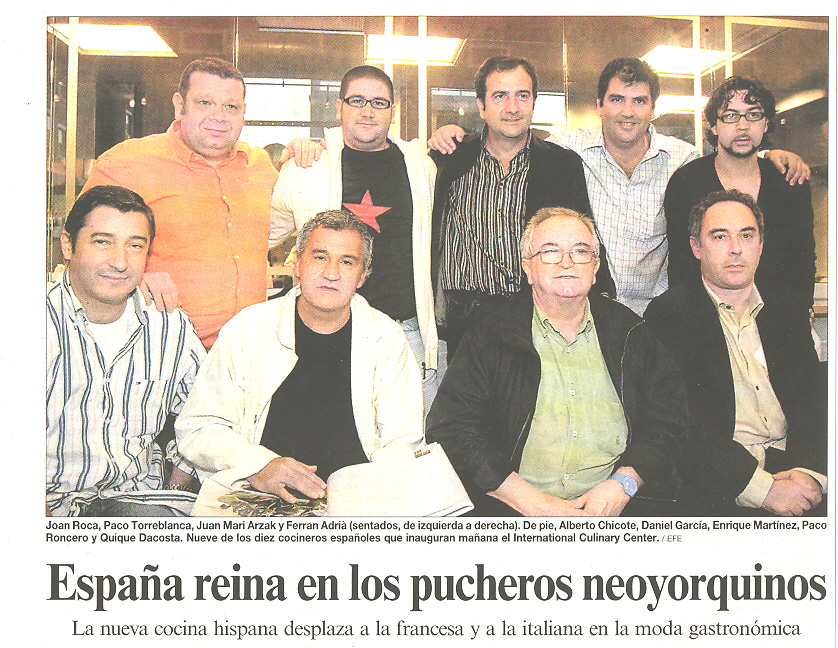 Joan Roca, Paco Torreblanca, Juan Mari Arzak y Ferran Adrià (sentados, de izquierda a derecha). De pie, Alberto Chicote, Daniel García, Enrique Martínez, Paco
Roncero y Quique Dacosta. Nueve de los diez cocineros españoles que inauguran mañana el International Culinary Center. / EFE
España reina en los pucheros neoyorquinos
La nueva cocina hispana desplaza a la francesa y a la italiana en la moda gastronómica